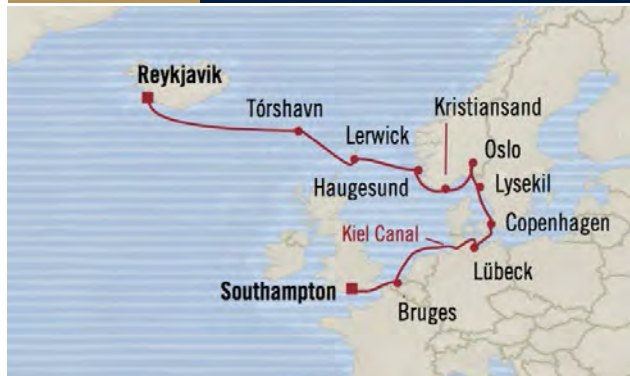 Reykjavik
Tórshavn
Kristiansand
Lerwick
Oslo
Haugesund
Lysekil
Copenhagen
Kiel Canal
Lübeck
Southampton
Bruges